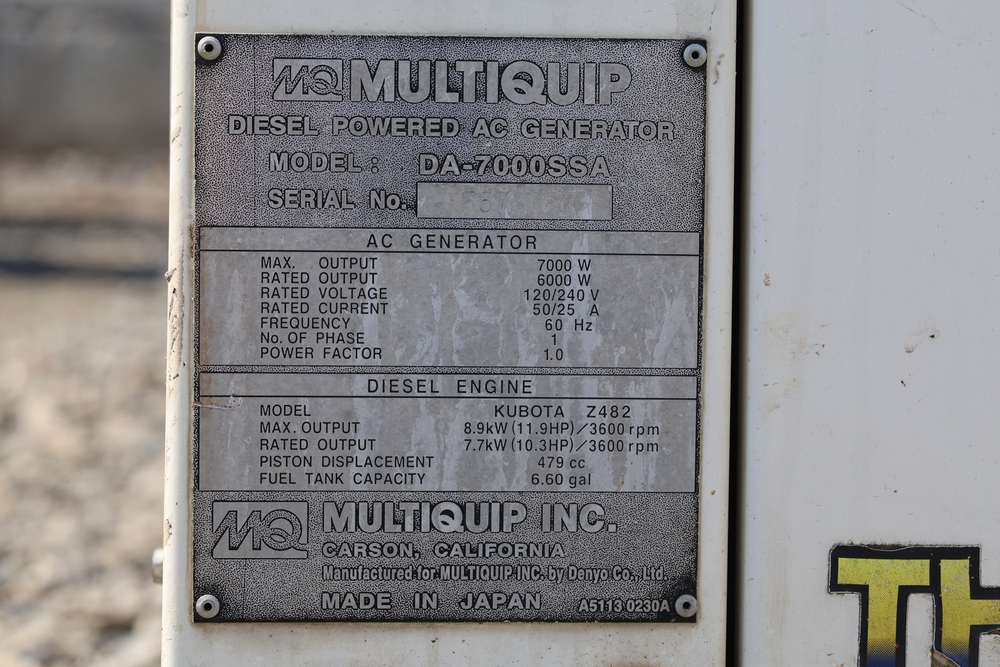 MQ MULTIQUIP
DIESEL POWERED AC GENERATOR
MODEL: DA-7000SSA
SERIAL No.
AC GENERATOR
MAX. OUTPUT 7000 W
RATED OUTPUT 6000 W
RATED VOLTAGE 120/240 V
RATED CURRENT 50/25 A
FREQUENCY 60 Hz
No. OF PHASE 1
POWER FACTOR 1.0
DIESEL ENGINE
MODEL KUBOTA Z482
MAX. OUTPUT 8.9kW (11.9HP)/3600 rpm
RATED OUTPUT 7.7kW (10.3HP)/3600 rpm
PISTON DISPLACEMENT 479 cc
FUEL TANK CAPACITY 6.60 gal
MQ MULTIQUIP INC.
CARSON, CALIFORNIA
Manufactured for MULTIQUIP INC. by Denyo Co., Ltd.
MADE IN JAPAN A5113 0230A